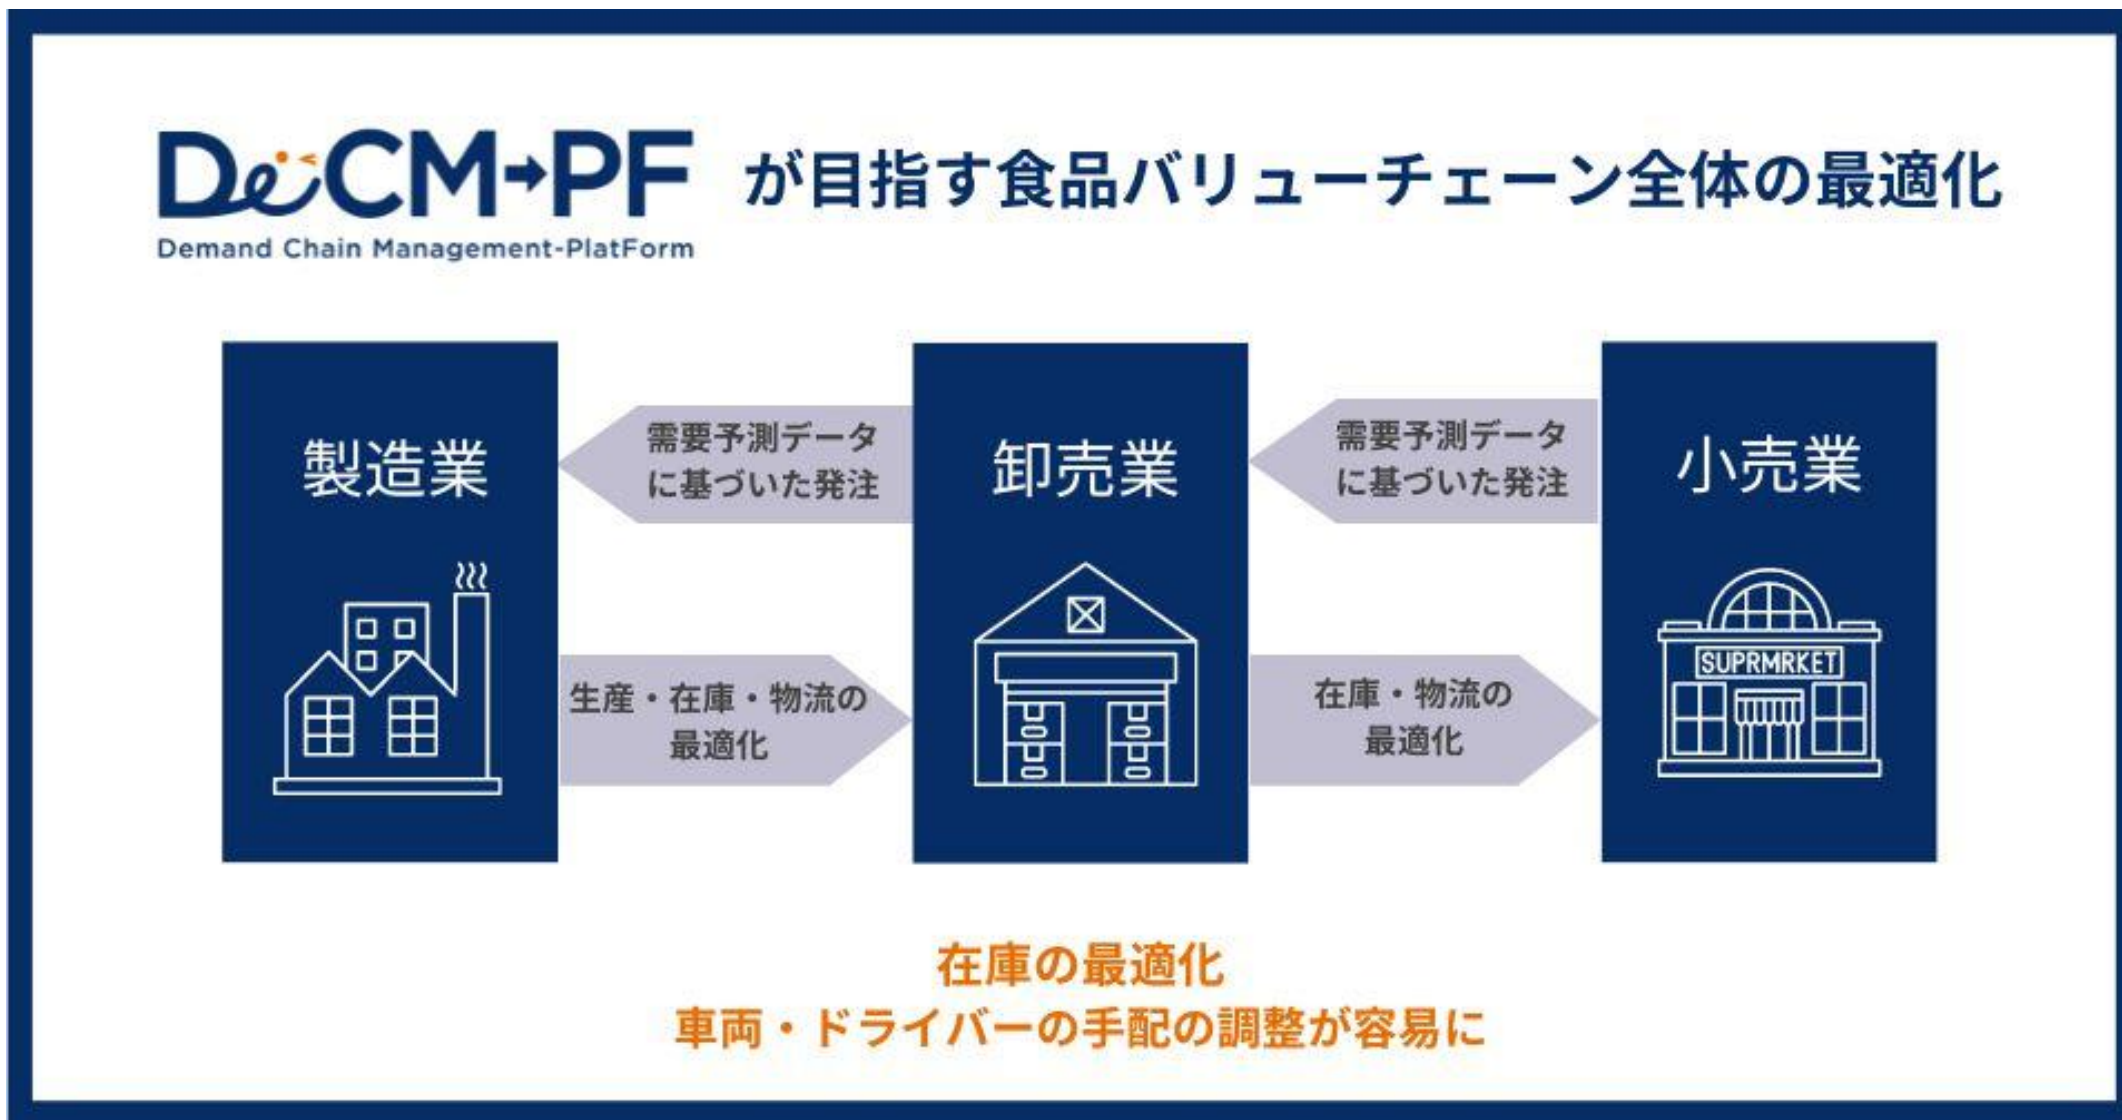 DeCM→PF が目指す食品バリューチェーン全体の最適化
Demand Chain Management-PlatForm
製造業
需要予測データ
に基づいた発注
卸売業
需要予測データ
に基づいた発注
小売業
生産・在庫・物流の
最適化
在庫・物流の
最適化
SUPRMRKET
在庫の最適化
車両・ドライバーの手配の調整が容易に